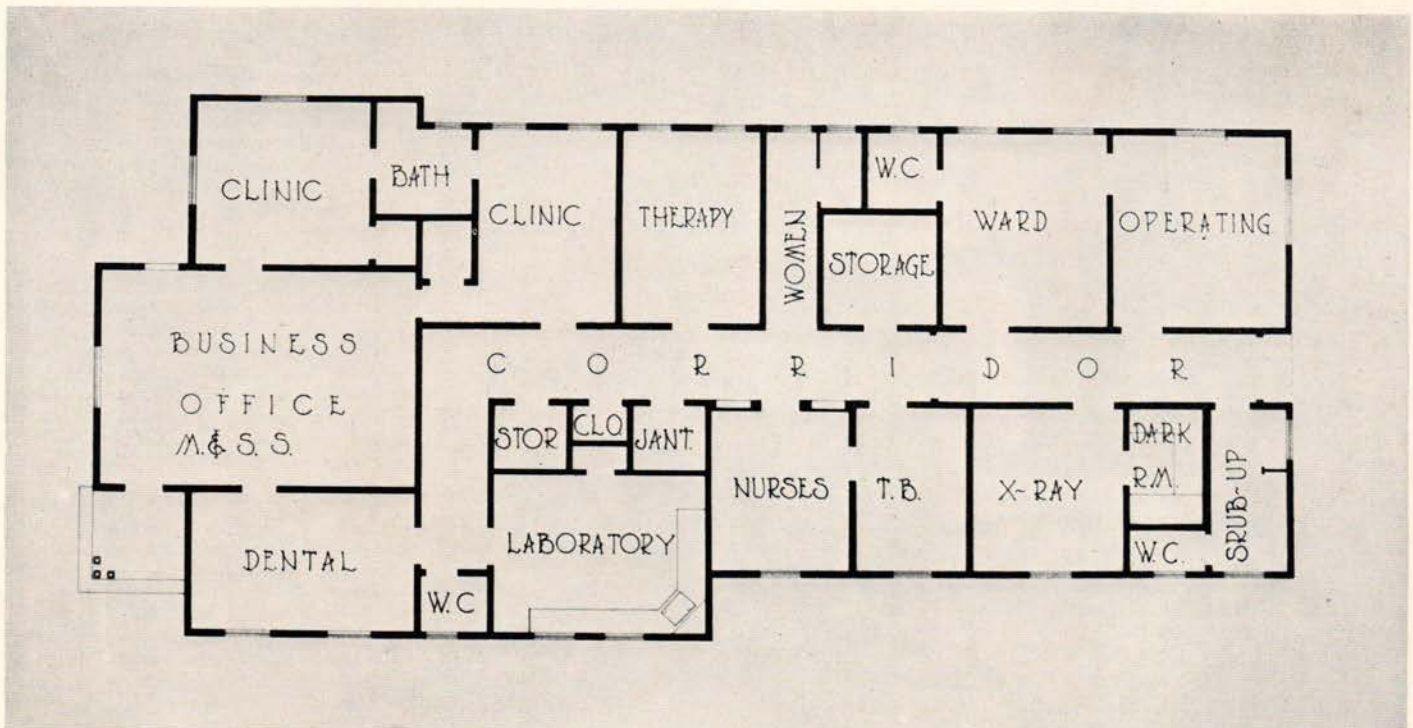 CLINIC
BATH
CLINIC
THERAPY
WOMEN
W.C
STORAGE
WARD
OPERATING
BUSINESS
OFFICE
M.& S. S.
CORRIDOR
STOR
CLO
JANT.
NURSES
T. B.
X-RAY
DARK
RM.
SRUB-UP
W.C.
DENTAL
W.C
LABORATORY